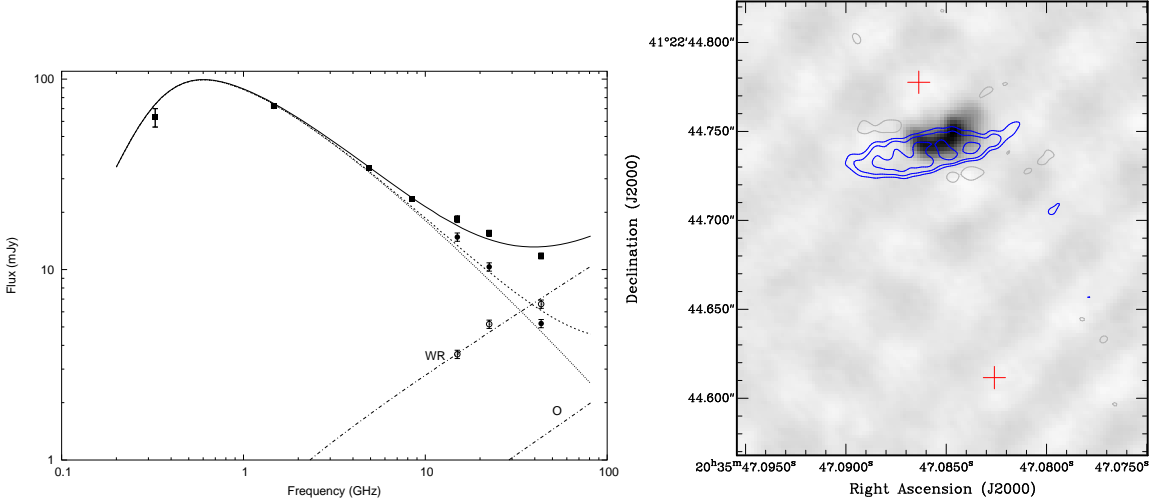 100
10
1
0.1
1
10
100
Flux (mJy)
Frequency (GHz)
WR
O
41°22'44.800"
44.750"
44.700"
44.650"
44.600"
Declination (J2000)
20ʰ35ᵐ47.0950ˢ
47.0900ˢ
47.0850ˢ
47.0800ˢ
47.0750ˢ
Right Ascension (J2000)